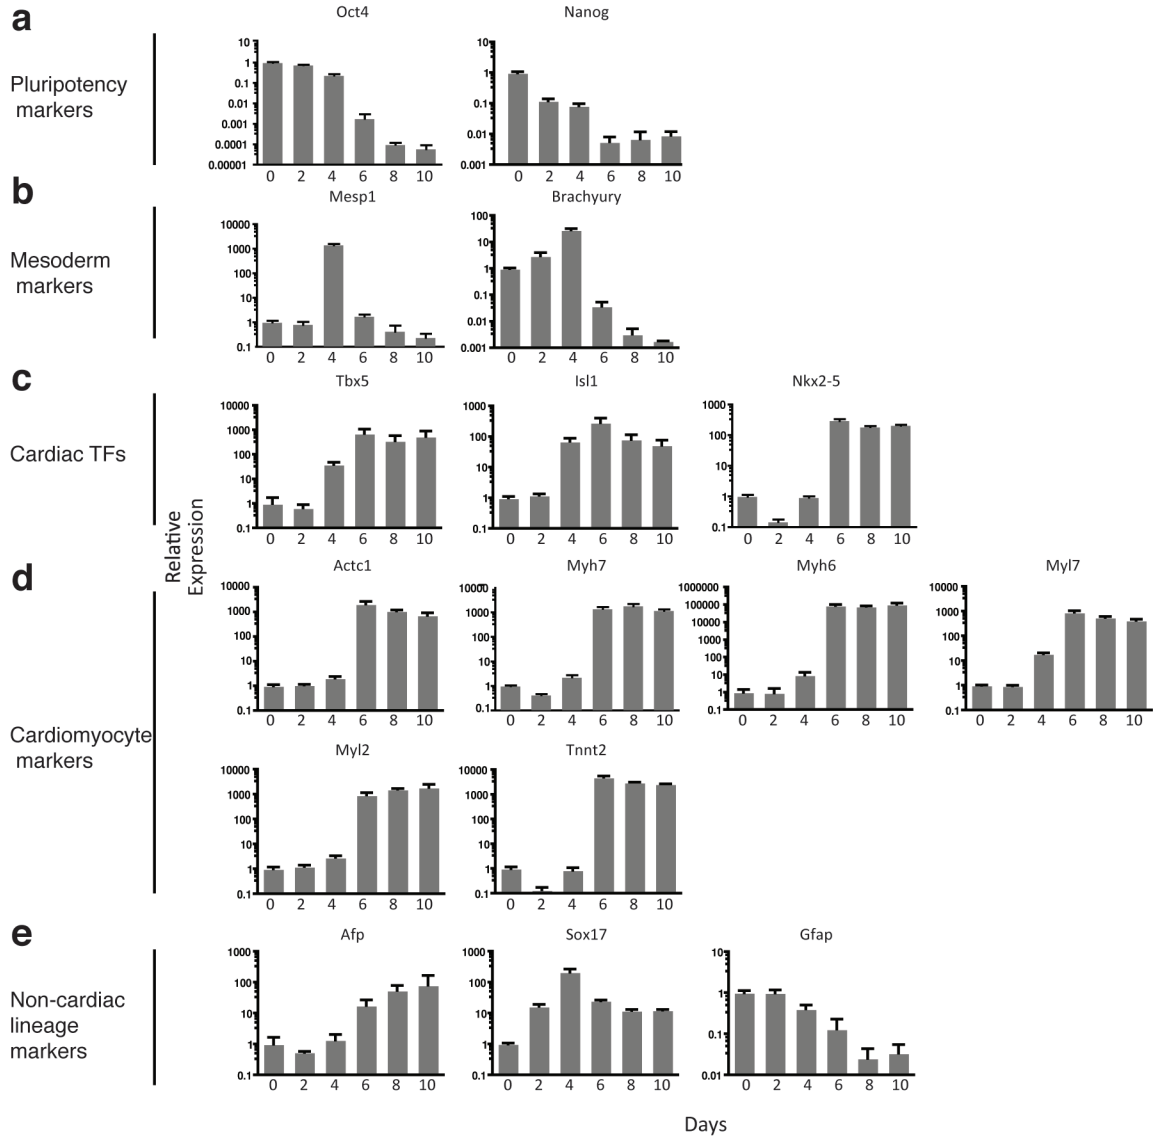 a
Pluripotency
markers
Oct4
10
1
0.1
0.01
0.001
0.0001
0.00001
0 2 4 6 8 10
Nanog
10
1
0.1
0.01
0.001
0 2 4 6 8 10
b
Mesoderm
markers
Mesp1
10000
1000
100
10
1
0.1
0 2 4 6 8 10
Brachyury
100
10
1
0.1
0.01
0.001
0 2 4 6 8 10
c
Cardiac TFs
Tbx5
10000
1000
100
10
1
0.1
0 2 4 6 8 10
Isl1
1000
100
10
1
0.1
0 2 4 6 8 10
Nkx2-5
1000
100
10
1
0.1
0 2 4 6 8 10
Relative
Expression
d
Cardiomyocyte
markers
Actc1
10000
1000
100
10
1
0.1
0 2 4 6 8 10
Myh7
10000
1000
100
10
1
0.1
0 2 4 6 8 10
Myh6
1000000
100000
10000
1000
100
10
1
0.1
0 2 4 6 8 10
Myl7
10000
1000
100
10
1
0.1
0 2 4 6 8 10
Myl2
10000
1000
100
10
1
0.1
0 2 4 6 8 10
Tnnt2
10000
1000
100
10
1
0.1
0 2 4 6 8 10
e
Non-cardiac
lineage
markers
Afp
1000
100
10
1
0.1
0 2 4 6 8 10
Sox17
1000
100
10
1
0.1
0 2 4 6 8 10
Gfap
10
1
0.1
0.01
0 2 4 6 8 10
Days